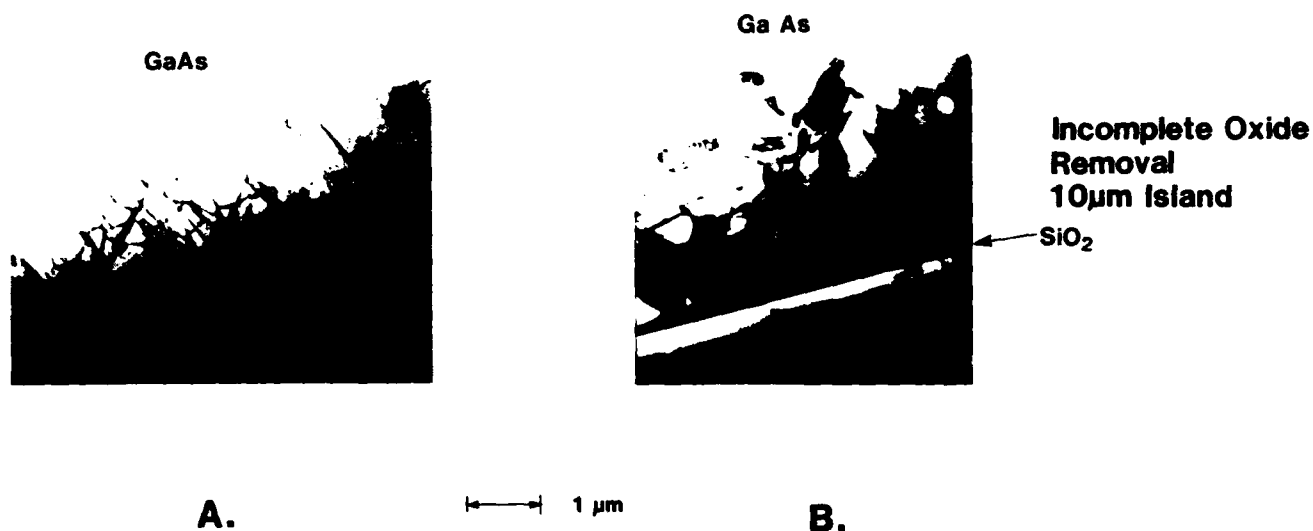 GaAs
Ga As
Incomplete Oxide
Removal
10µm Island
SiO₂
1 µm
A.
B.